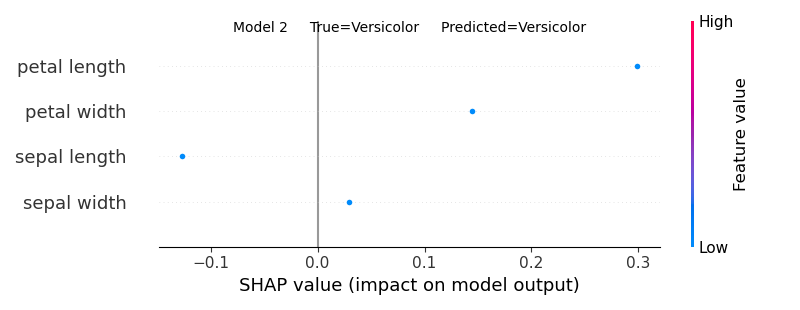 Model 2 True=Versicolor Predicted=Versicolor
High
petal length
petal width
sepal length
sepal width
Feature value
Low
−0.1 0.0 0.1 0.2 0.3
SHAP value (impact on model output)